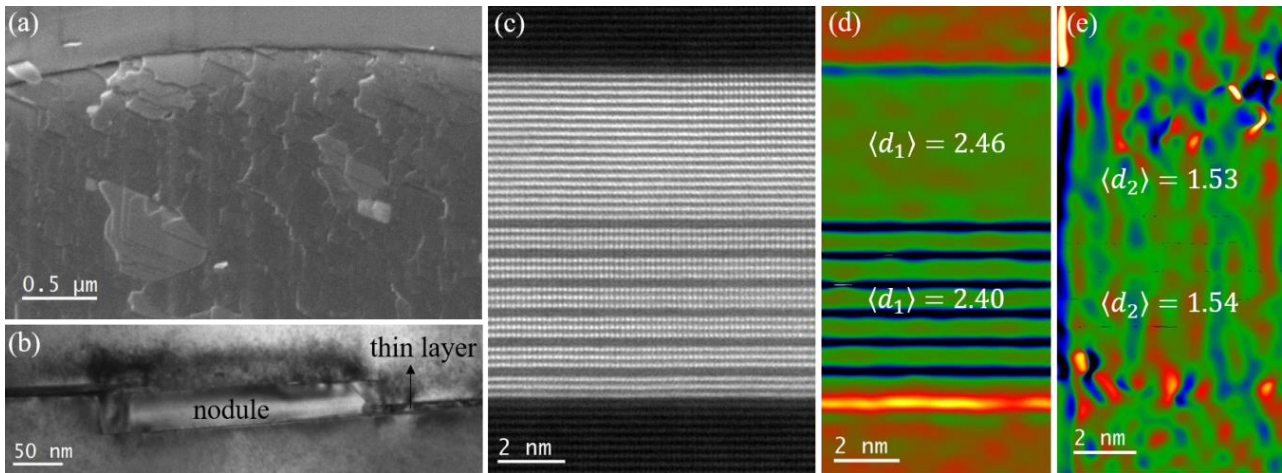 (a)
0.5 μm
(b)
thin layer
nodule
50 nm
(c)
2 nm
(d)
⟨d₁⟩ = 2.46
⟨d₁⟩ = 2.40
2 nm
(e)
⟨d₂⟩ = 1.53
⟨d₂⟩ = 1.54
2 nm